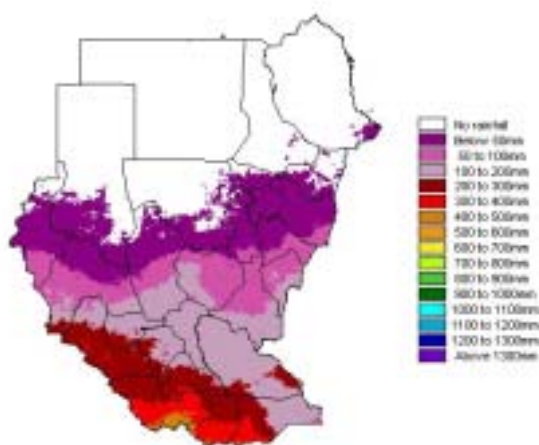 No rainfall
Below 50mm
50 to 100mm
100 to 200mm
200 to 300mm
300 to 400mm
400 to 500mm
500 to 600mm
600 to 700mm
700 to 800mm
800 to 900mm
900 to 1000mm
1000 to 1100mm
1100 to 1200mm
1200 to 1300mm
Above 1300mm